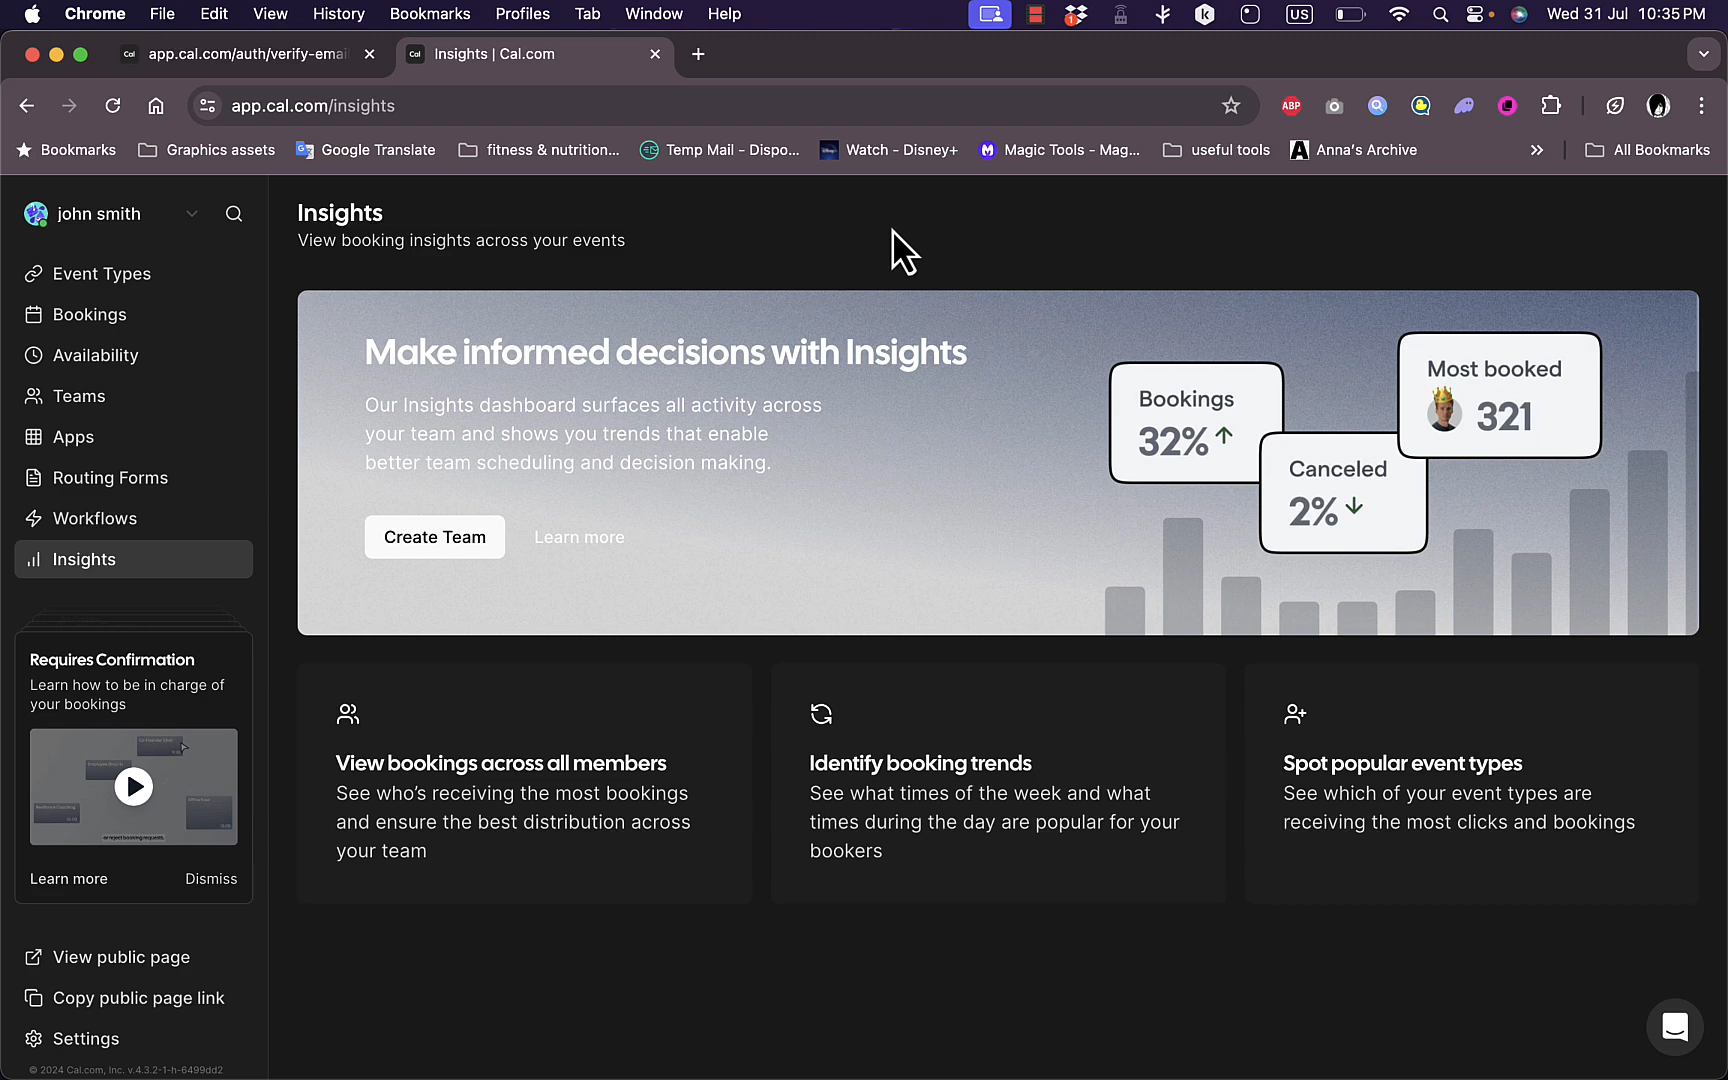 Chrome File Edit View History Bookmarks Profiles Tab Window Help
1 US Wed 31 Jul 10:35 PM
Cal app.cal.com/auth/verify-emai
Cal Insights | Cal.com
app.cal.com/insights
ABP
Bookmarks Graphics assets Google Translate fitness & nutrition... Temp Mail - Dispo... Watch - Disney+ Magic Tools - Mag... useful tools Anna's Archive » All Bookmarks
john smith
Event Types
Bookings
Availability
Teams
Apps
Routing Forms
Workflows
Insights
Requires Confirmation
Learn how to be in charge of
your bookings
Learn more Dismiss
View public page
Copy public page link
Settings
© 2024 Cal.com, Inc. v.4.3.2-1-h-6499dd2
Insights
View booking insights across your events
Make informed decisions with Insights
Our Insights dashboard surfaces all activity across
your team and shows you trends that enable
better team scheduling and decision making.
Create Team Learn more
Bookings
32%
Canceled
2%
Most booked
321
View bookings across all members
See who’s receiving the most bookings
and ensure the best distribution across
your team
Identify booking trends
See what times of the week and what
times during the day are popular for your
bookers
Spot popular event types
See which of your event types are
receiving the most clicks and bookings